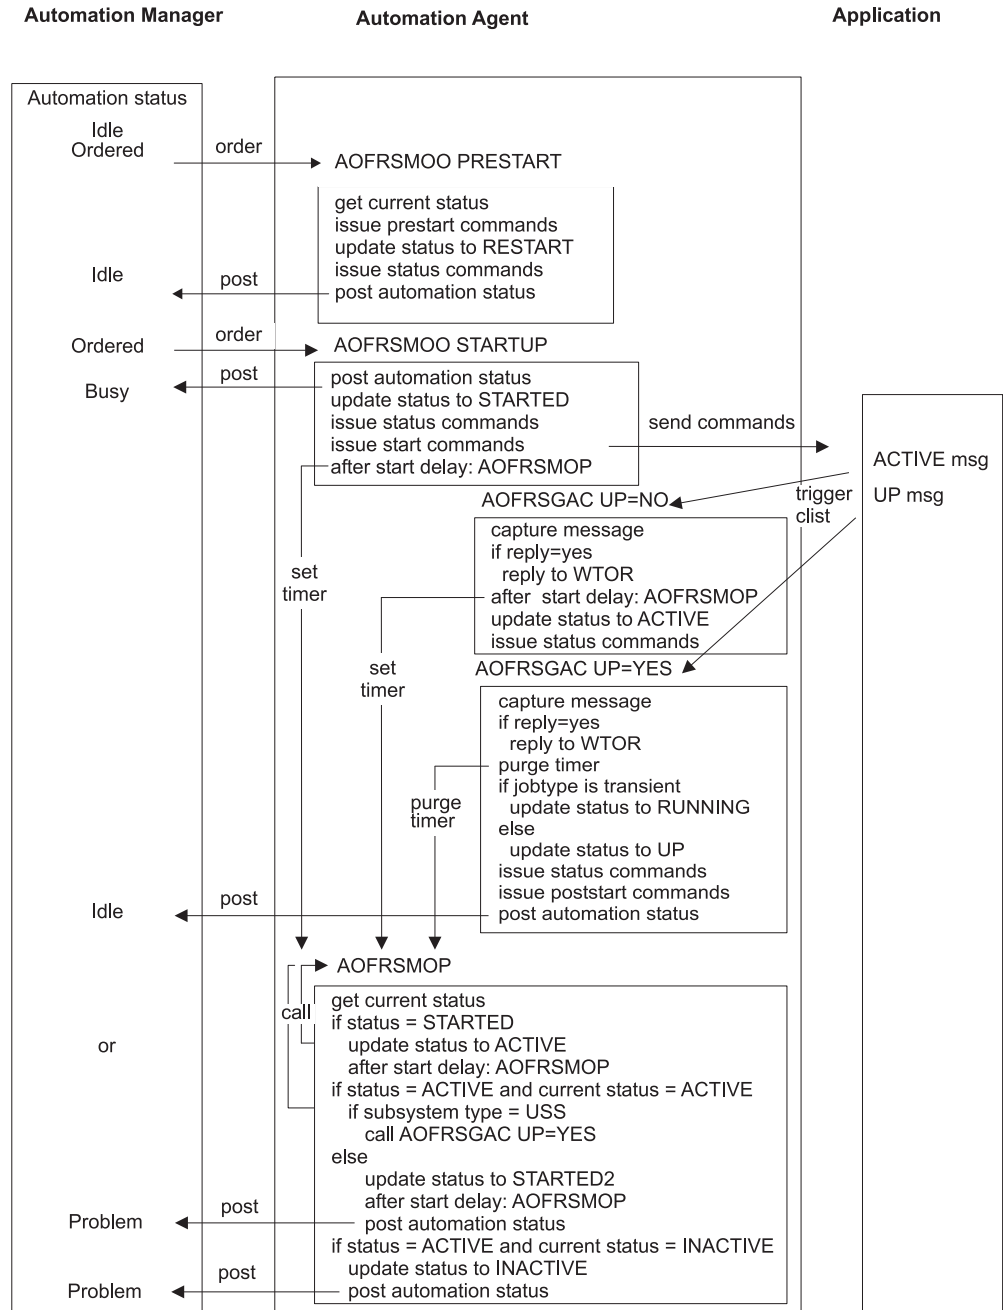 Automation Manager
Automation Agent
Application
Automation status
Idle
Ordered
order
AOFRSMOO PRESTART
get current status
issue prestart commands
update status to RESTART
issue status commands
post automation status
Idle
post
Ordered
order
AOFRSMOO STARTUP
Busy
post
post automation status
update status to STARTED
issue status commands
issue start commands
after start delay: AOFRSMOP
send commands
ACTIVE msg
UP msg
trigger
clist
AOFRSGAC UP=NO
capture message
if reply=yes
reply to WTOR
after start delay: AOFRSMOP
update status to ACTIVE
issue status commands
set
timer
set
timer
AOFRSGAC UP=YES
capture message
if reply=yes
reply to WTOR
purge timer
if jobtype is transient
update status to RUNNING
else
update status to UP
issue status commands
issue poststart commands
post automation status
purge
timer
Idle
post
AOFRSMOP
call
get current status
if status = STARTED
update status to ACTIVE
after start delay: AOFRSMOP
if status = ACTIVE and current status = ACTIVE
if subsystem type = USS
call AOFRSGAC UP=YES
else
update status to STARTED2
after start delay: AOFRSMOP
post automation status
if status = ACTIVE and current status = INACTIVE
update status to INACTIVE
post automation status
or
Problem
post
Problem
post